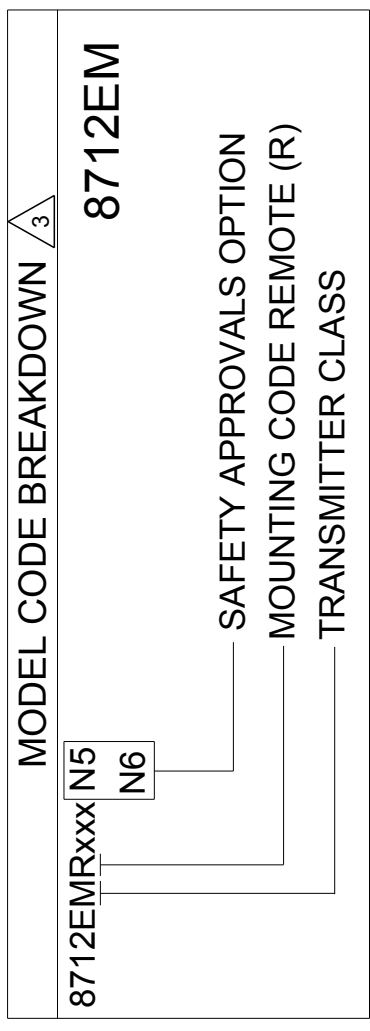 MODEL CODE BREAKDOWN 3
8712EM
8712EMRxxx N5
N6
SAFETY APPROVALS OPTION
MOUNTING CODE REMOTE (R)
TRANSMITTER CLASS